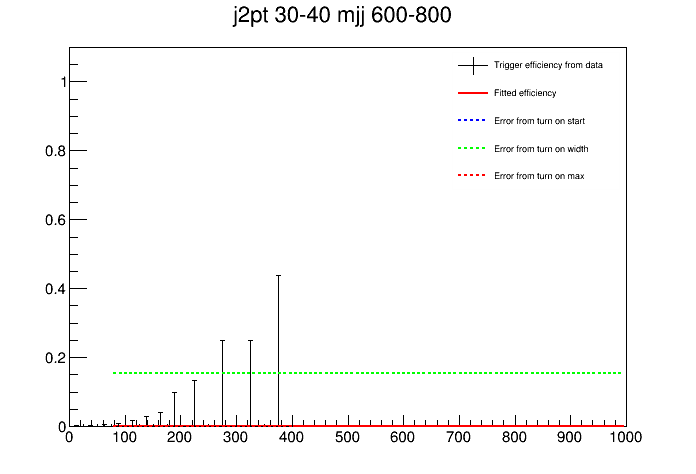 j2pt 30-40 mjj 600-800
Trigger efficiency from data
Fitted efficiency
Error from turn on start
Error from turn on width
Error from turn on max
1
0.8
0.6
0.4
0.2
0
0 100 200 300 400 500 600 700 800 900 1000